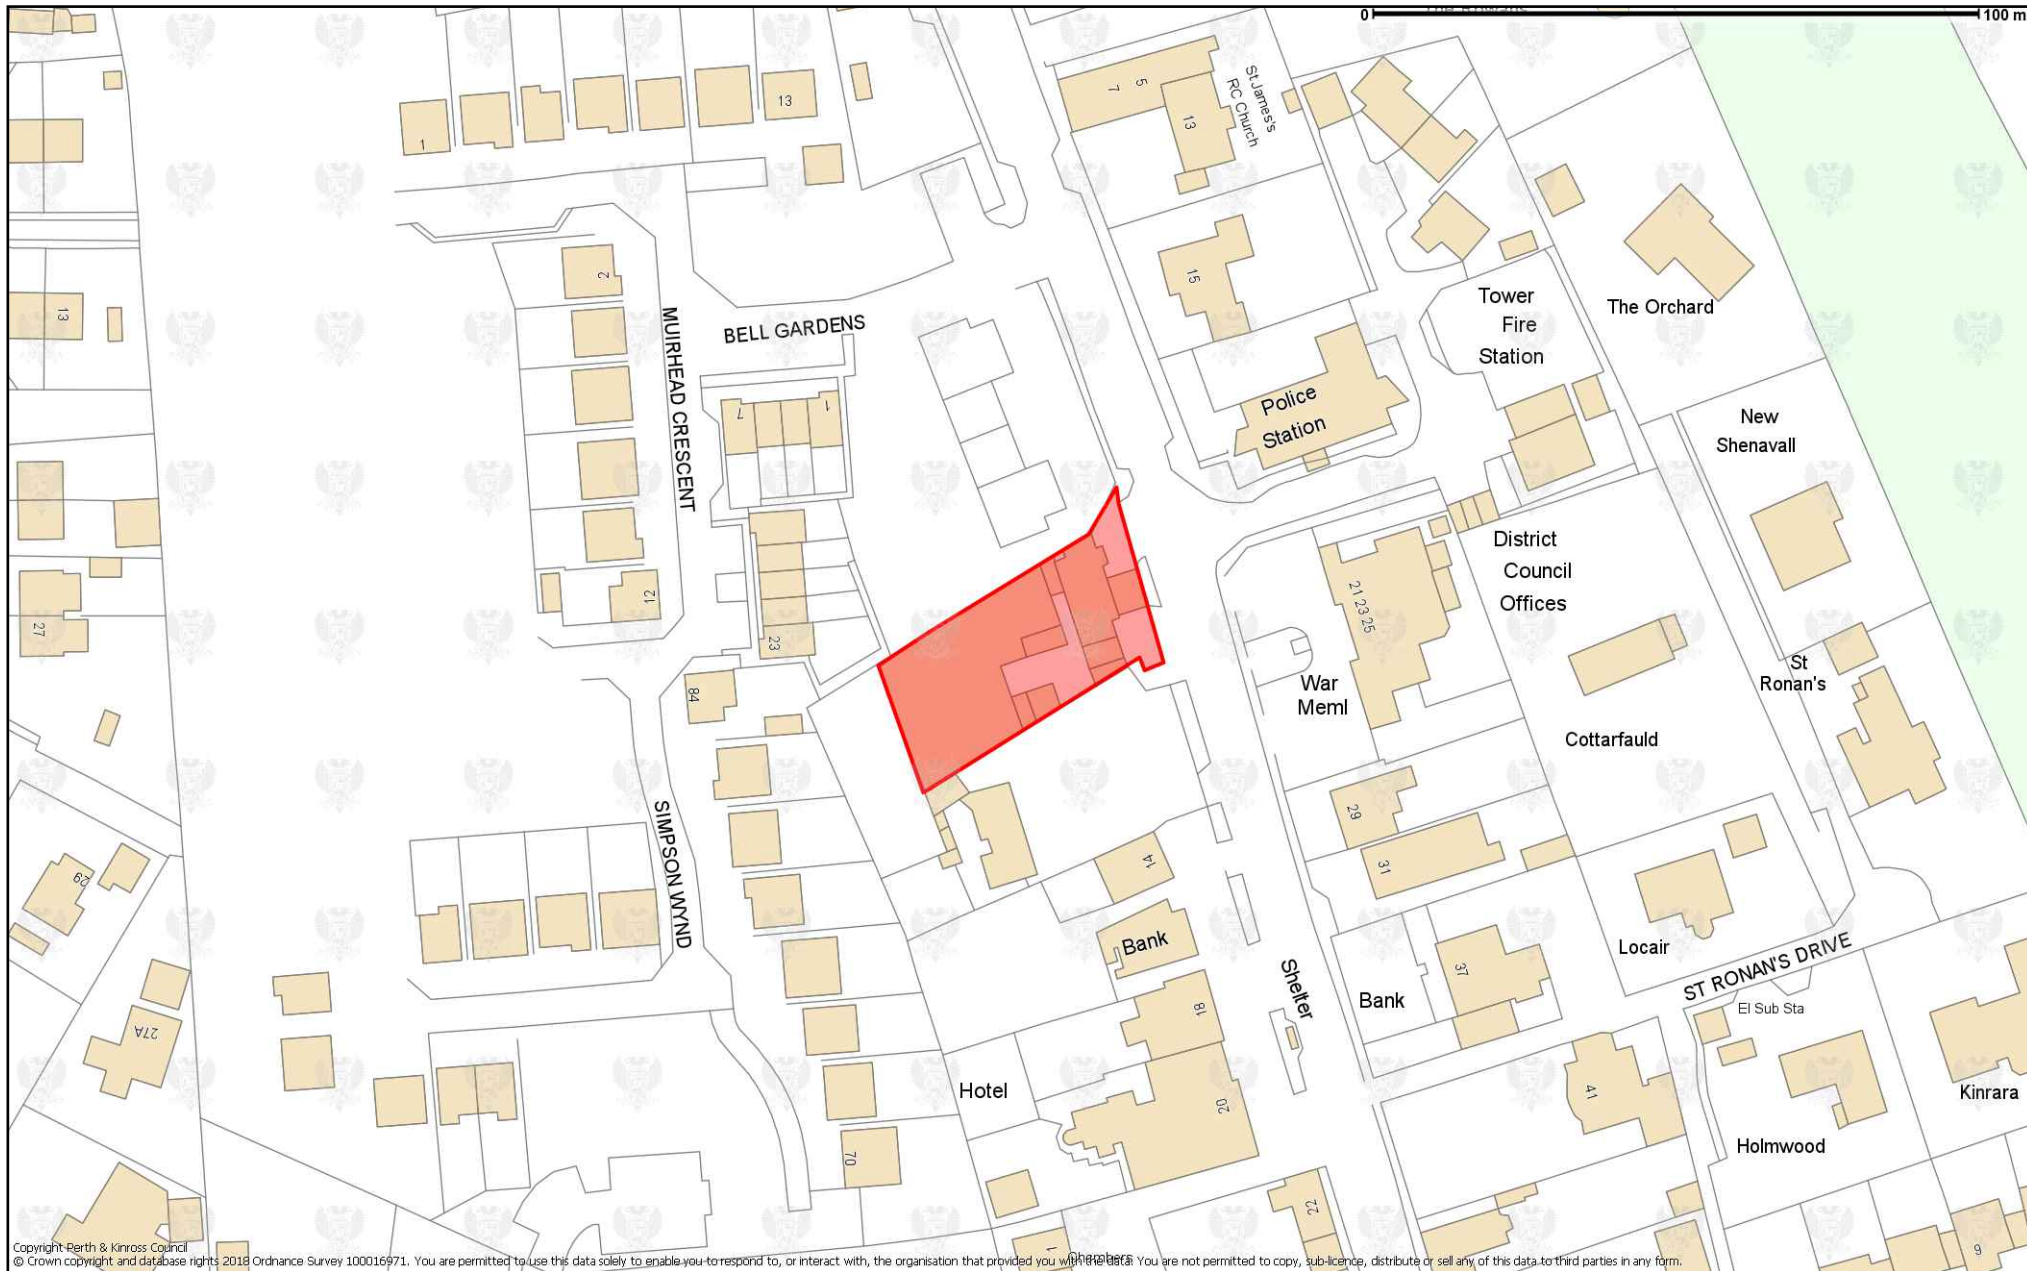 0
100 m
13
1
7
5
13
St James's
RC Church
2
15
Tower
Fire
Station
The Orchard
13
MUIRHEAD CRESCENT
BELL GARDENS
Police
Station
7
1
New
Shenavall
District
Council
Offices
27
12
23
21 23 25
St
Ronan's
84
War
Meml
Cottarfauld
29
SIMPSON WYND
14
29
31
Bank
Locair
ST RONAN'S DRIVE
Shelter
Bank
37
El Sub Sta
27A
18
Hotel
20
41
Kinrara
Holmwood
70
22
1
Chambers
6
Copyright Perth & Kinross Council
© Crown copyright and database rights 2018 Ordnance Survey 100016971. You are permitted to use this data solely to enable you to respond to, or interact with, the organisation that provided you with the data. You are not permitted to copy, sub-licence, distribute or sell any of this data to third parties in any form.